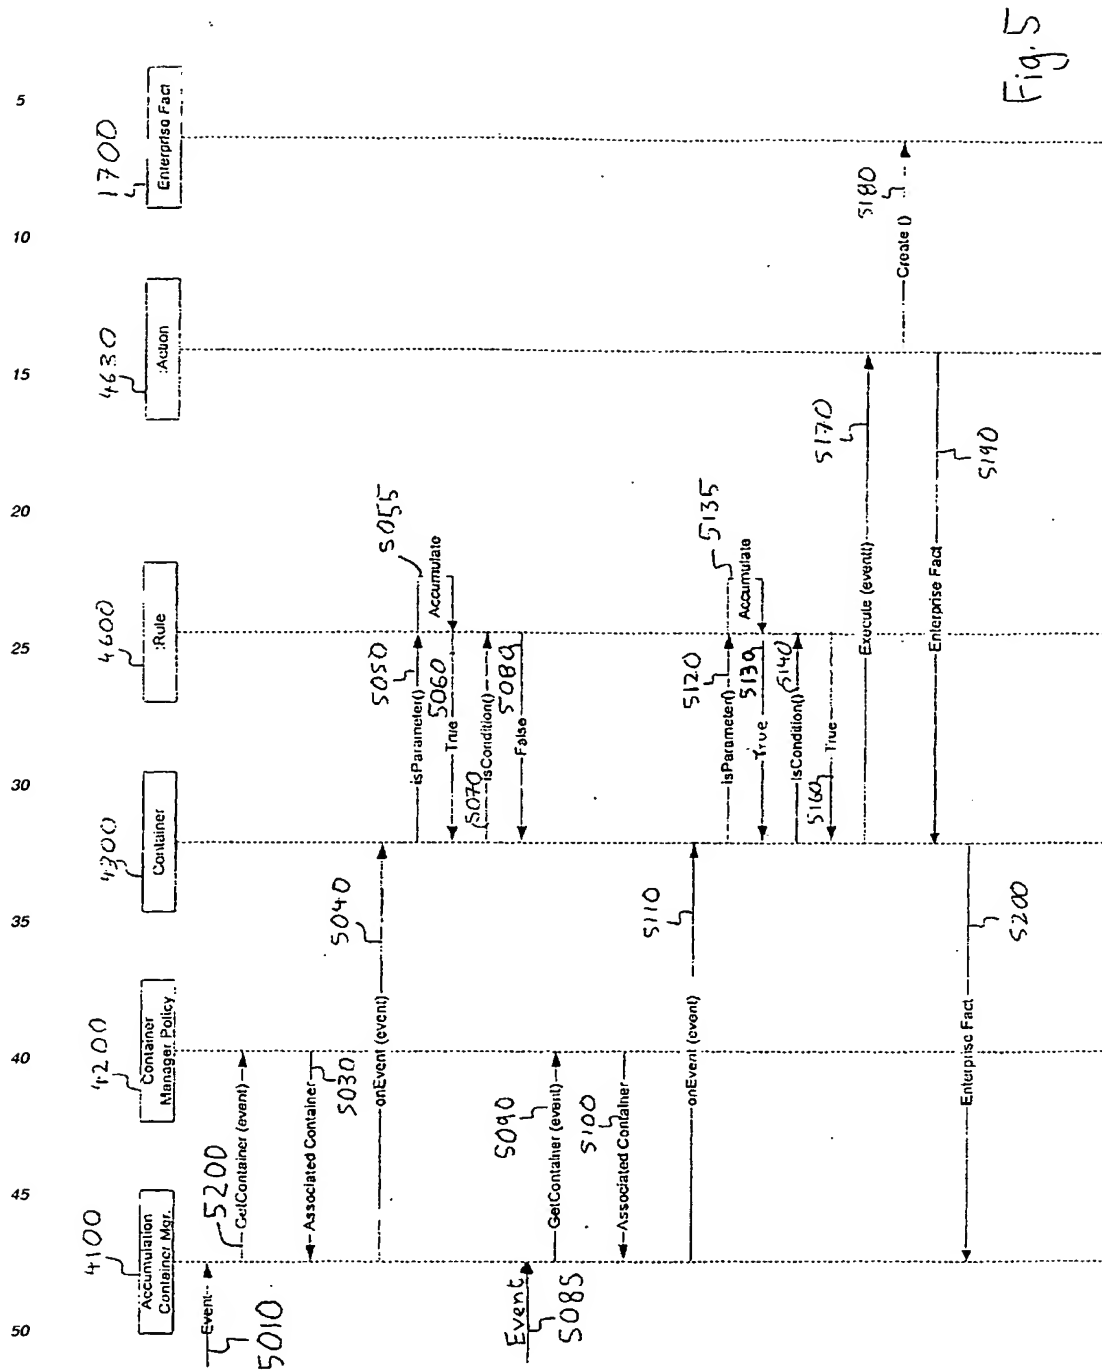 Fig. 5
5
10
15
20
25
30
35
40
45
50
4100
Accumulation
Container Mgr.
4200
Container
Manager Policy
4300
Container
4600
:Rule
4630
:Action
1700
Enterprise Fact
Event
5010
5200
GetContainer (event)
Associated Container
5030
onEvent (event)
5040
isParameter()
5050
5055
Accumulate
True
5060
isCondition()
5070
False
5080
Event
5085
GetContainer (event)
5090
Associated Container
5100
onEvent (event)
5110
isParameter()
5120
5135
Accumulate
True
5130
isCondition()
5140
True
5160
Execute (event)
5170
Create ()
5180
Enterprise Fact
5190
Enterprise Fact
5200